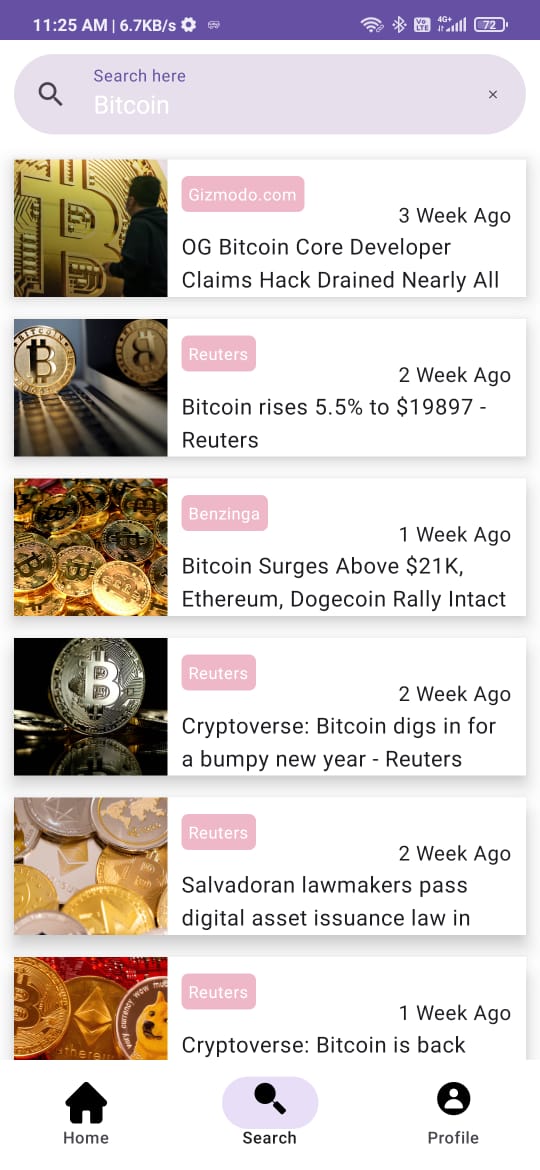 11:25 AM | 6.7KB/s
4G+
Vo LTE
72
Search here
Bitcoin
Gizmodo.com
3 Week Ago
OG Bitcoin Core Developer
Claims Hack Drained Nearly All
BITCOIN
Reuters
2 Week Ago
Bitcoin rises 5.5% to $19897 -
Reuters
Benzinga
1 Week Ago
Bitcoin Surges Above $21K,
Ethereum, Dogecoin Rally Intact
Reuters
2 Week Ago
Cryptoverse: Bitcoin digs in for
a bumpy new year - Reuters
Reuters
2 Week Ago
Salvadoran lawmakers pass
digital asset issuance law in
Reuters
1 Week Ago
Cryptoverse: Bitcoin is back
Home
Search
Profile